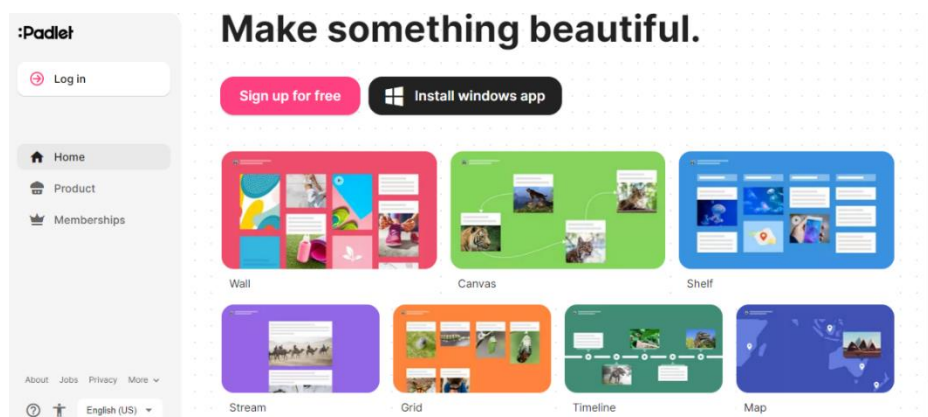 :Padlet
Log in
Home
Product
Memberships
About Jobs Privacy More
English (US)
Make something beautiful.
Sign up for free
Install windows app
Wall
Canvas
Shelf
Stream
Grid
Timeline
Map